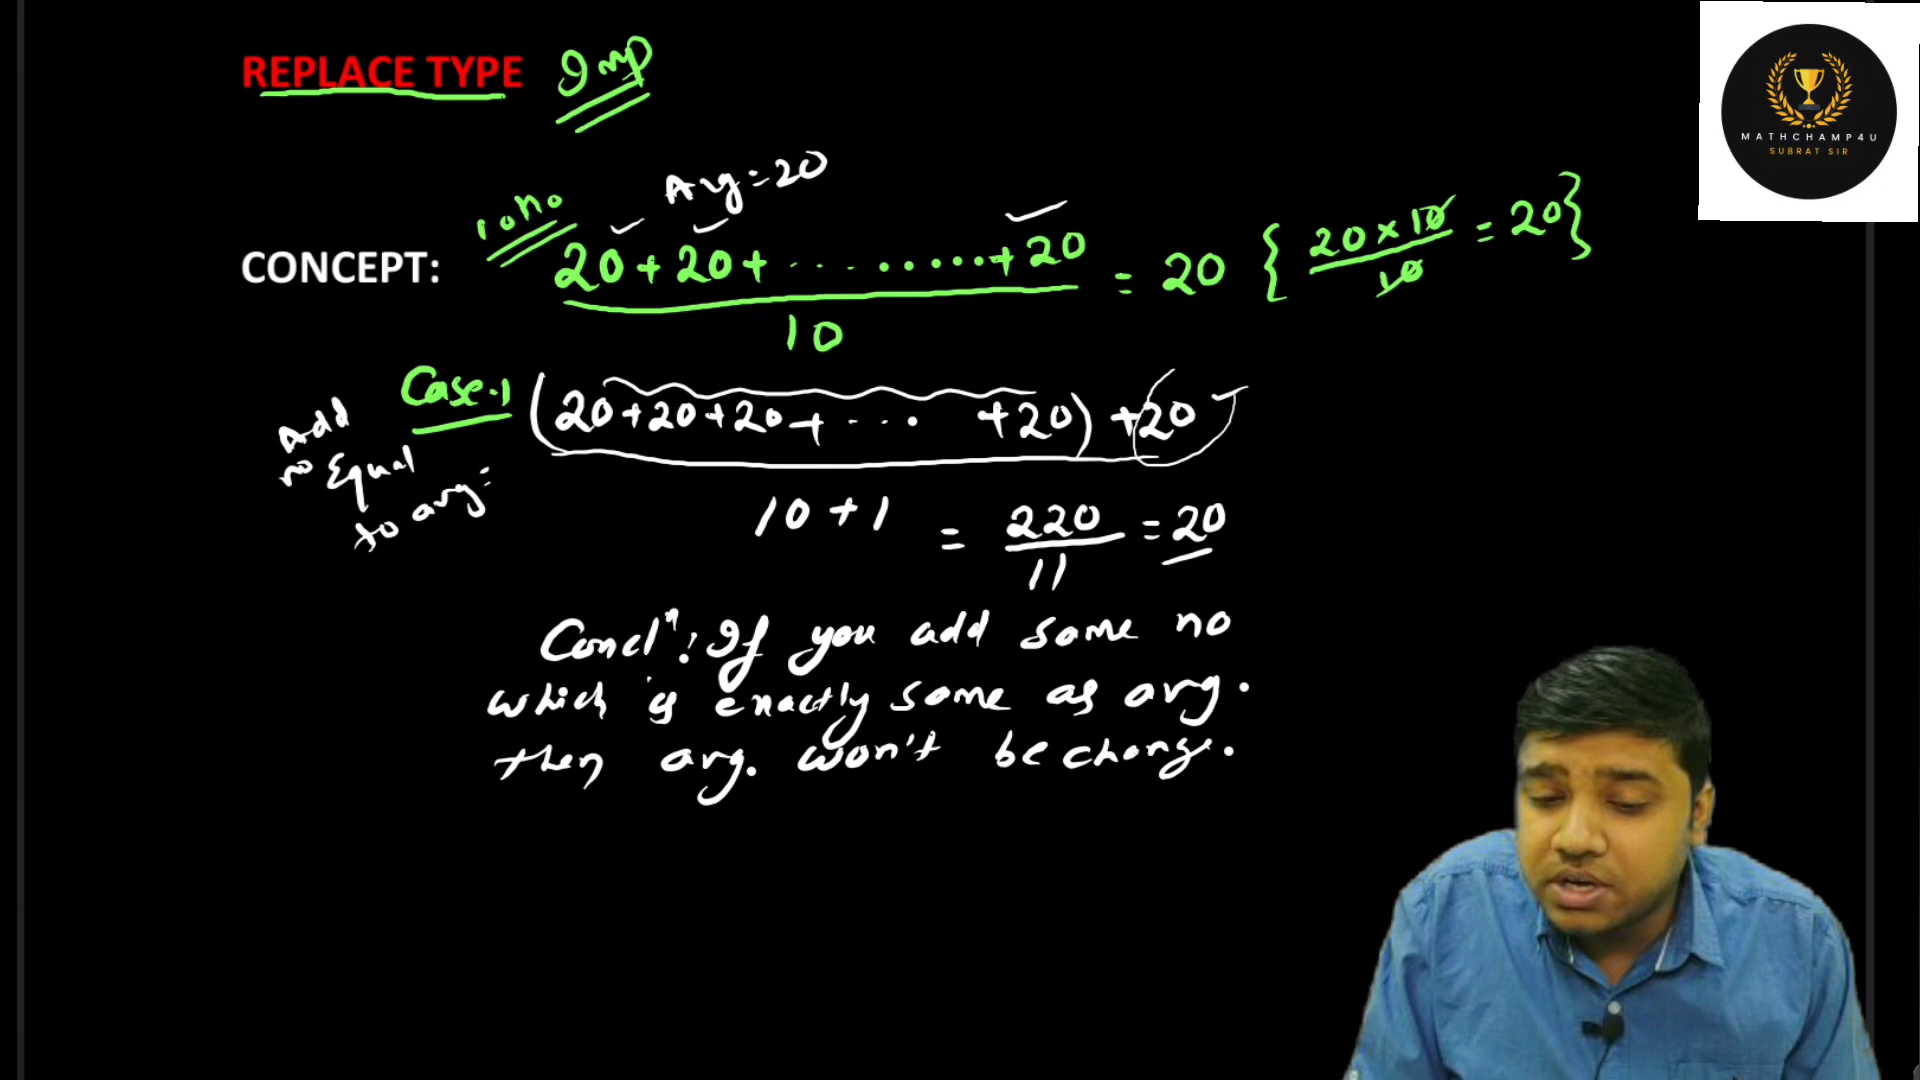 REPLACE TYPE Imp
MATHCHAMP4U
SUBRAT SIR
Avg = 20
10 no
CONCEPT: 20 + 20 + ......... + 20 = 20 { 20 × 10 = 20 }
10 10
Case-1 (20+20+20+ ... +20) +20
Add
no Equal
to avg:
10 + 1 = 220 = 20
11
Concln: If you add some no
which is exactly same as avg.
then avg. won't be change.